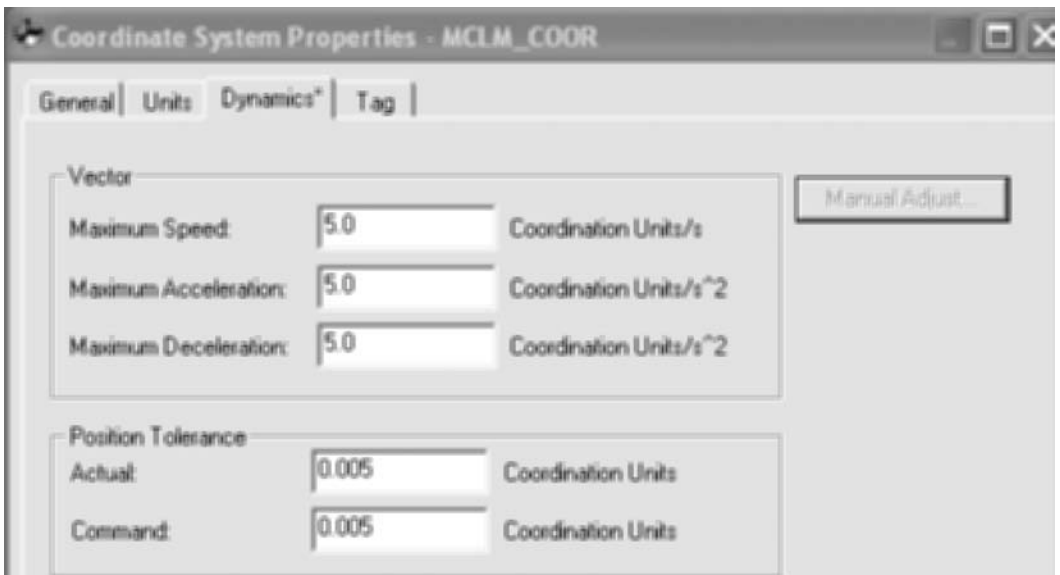 Coordinate System Properties - MCLM_COOR
General Units Dynamics* Tag
Vector
Manual Adjust...
Maximum Speed: 5.0 Coordination Units/s
Maximum Acceleration: 5.0 Coordination Units/s^2
Maximum Deceleration: 5.0 Coordination Units/s^2
Position Tolerance
Actual: 0.005 Coordination Units
Command: 0.005 Coordination Units